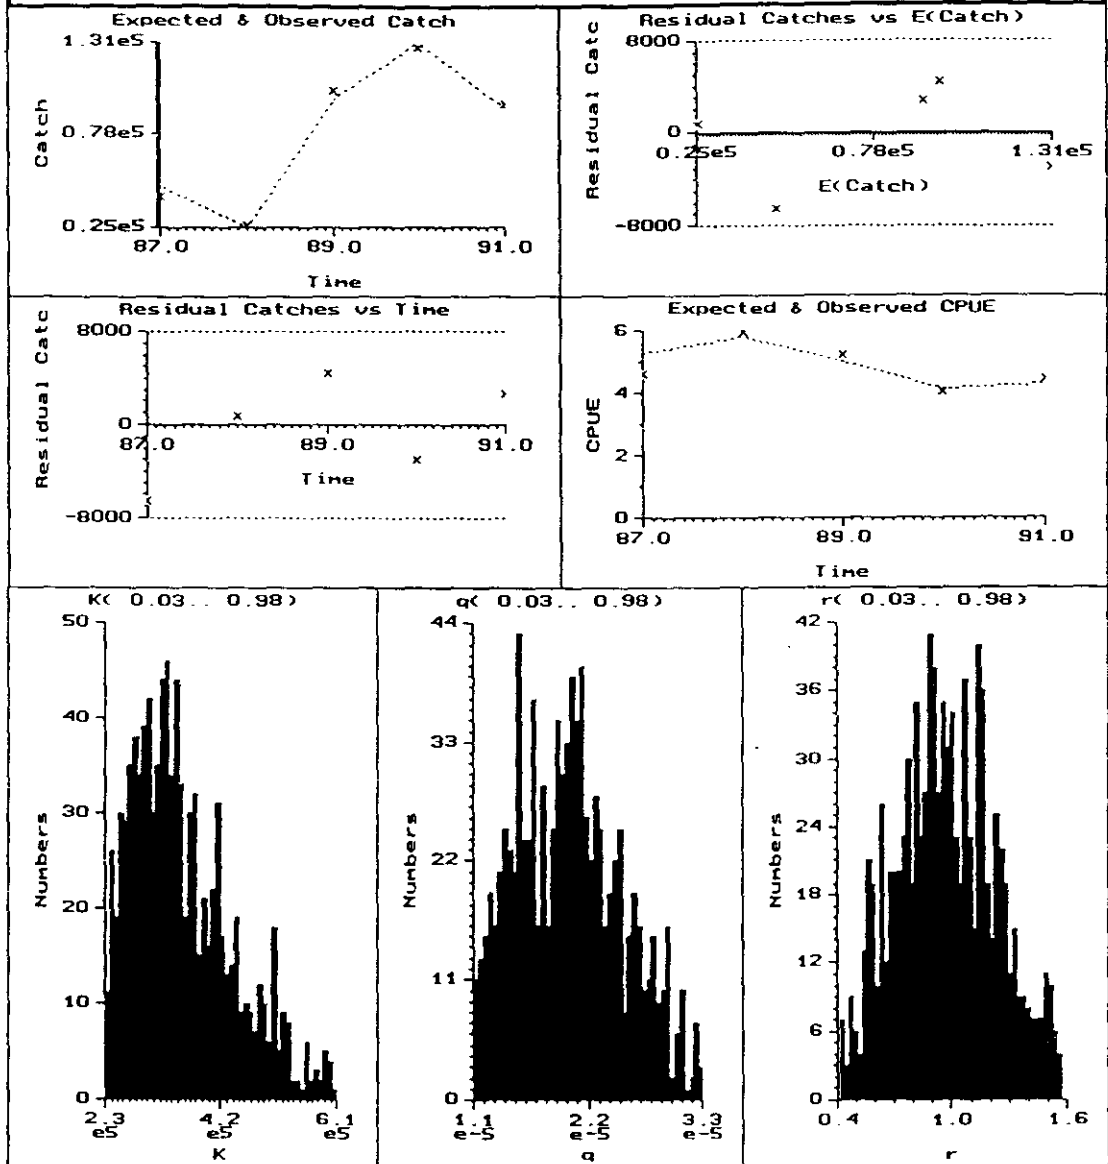 Expected & Observed Catch
1.31e5
0.78e5
0.25e5
Catch
87.0 89.0 91.0
Time
Residual Catches vs E(Catch)
8000
0
-8000
Residual Catc
0.25e5 0.78e5 1.31e5
E(Catch)
Residual Catches vs Time
8000
0
-8000
Residual Catc
87.0 89.0 91.0
Time
Expected & Observed CPUE
6
4
2
0
CPUE
87.0 89.0 91.0
Time
K( 0.03.. 0.98)
50
40
30
20
10
0
Numbers
2.3 4.2 6.1
e5 e5 e5
K
q( 0.03.. 0.98)
44
33
22
11
0
Numbers
1.1 2.2 3.3
e-5 e-5 e-5
q
r( 0.03.. 0.98)
42
36
30
24
18
12
6
0
Numbers
0.4 1.0 1.6
r